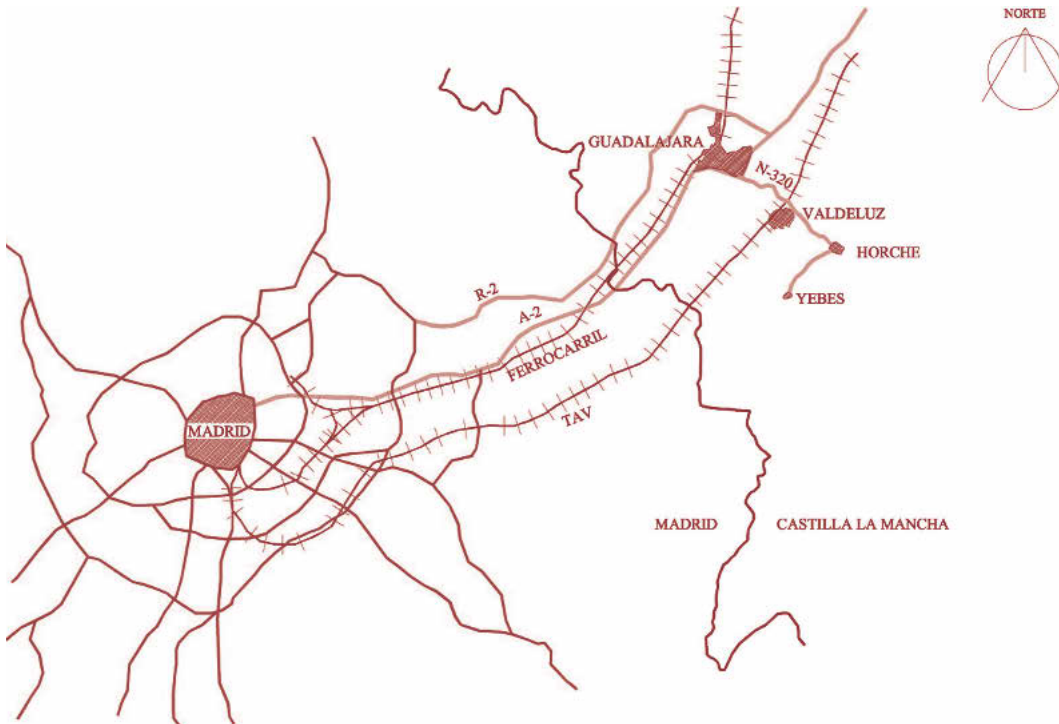 NORTE
GUADALAJARA
N-320
VALDELUZ
HORCHE
YEBES
R-2
A-2
FERROCARRIL
TAV
MADRID
MADRID
CASTILLA LA MANCHA